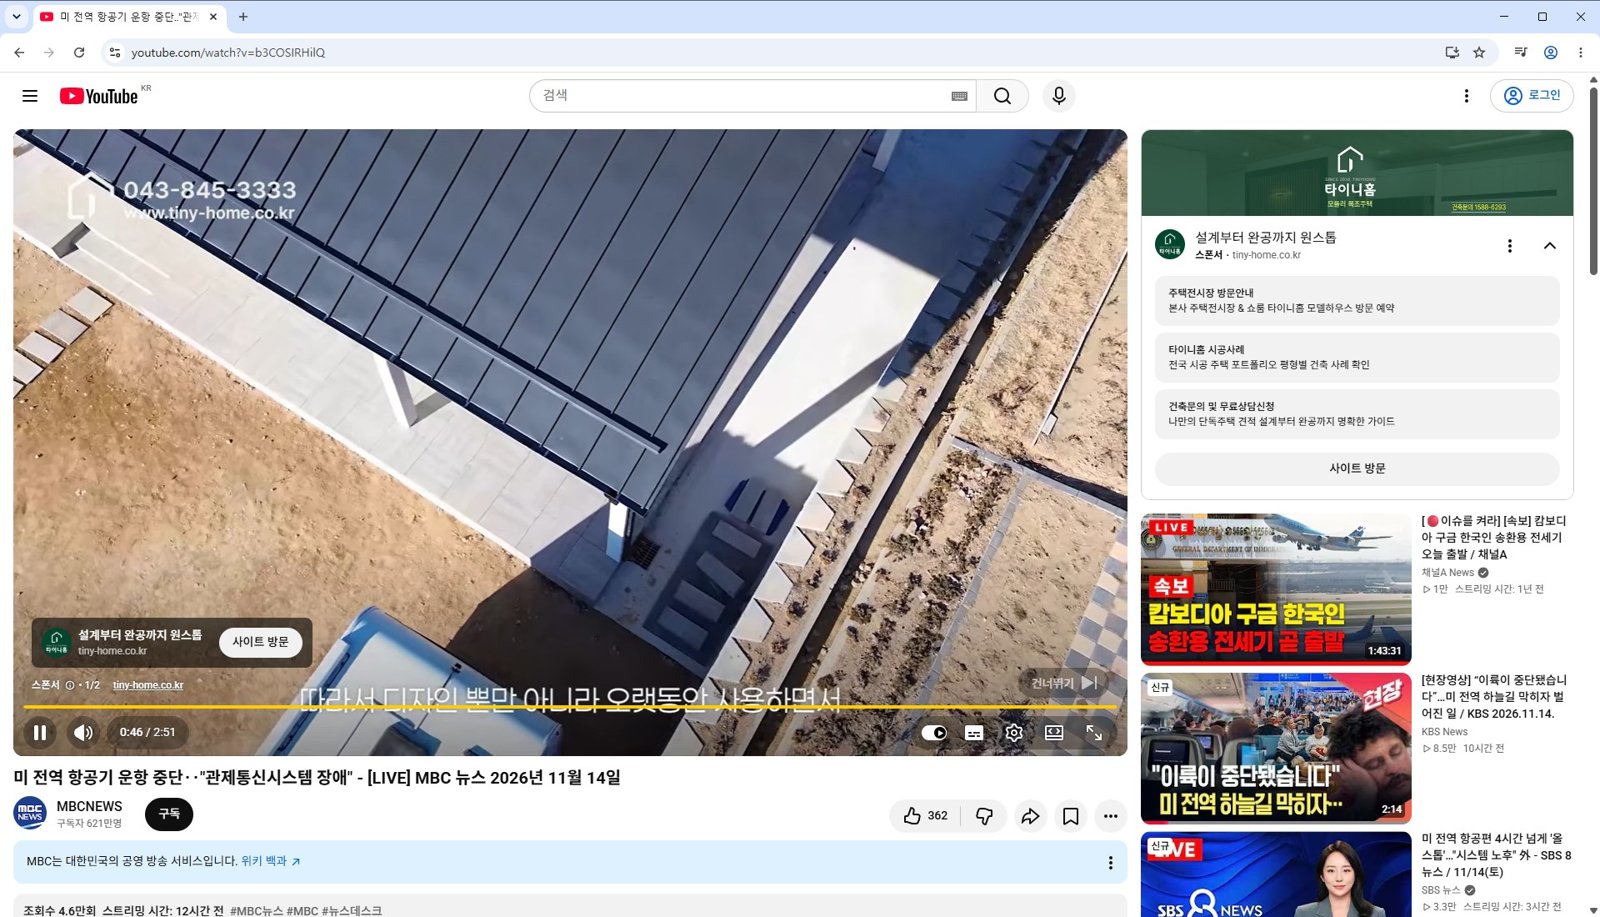 미 전역 항공기 운항 중단.."관제
youtube.com/watch?v=b3COSIRHilQ
YouTube KR
검색
로그인
043-845-3333
www.tiny-home.co.kr
설계부터 완공까지 원스톱
tiny-home.co.kr
사이트 방문
스폰서 · 1/2 tiny-home.co.kr
따라서 디자인 뿐만 아니라 오랫동안 사용하면서
건너뛰기
0:46 / 2:51
미 전역 항공기 운항 중단··"관제통신시스템 장애" - [LIVE] MBC 뉴스 2026년 11월 14일
MBC NEWS
MBCNEWS
구독자 621만명
구독
362
MBC는 대한민국의 공영 방송 서비스입니다. 위키 백과
조회수 4.6만회 스트리밍 시간: 12시간 전 #MBC뉴스 #MBC #뉴스데스크
타이니홈
모듈러 목조주택
건축문의 1588-6293
타이니홈
설계부터 완공까지 원스톱
스폰서 · tiny-home.co.kr
주택전시장 방문안내
본사 주택전시장 & 쇼룸 타이니홈 모델하우스 방문 예약
타이니홈 시공사례
전국 시공 주택 포트폴리오 평형별 건축 사례 확인
건축문의 및 무료상담신청
나만의 단독주택 견적 설계부터 완공까지 명확한 가이드
사이트 방문
LIVE
속보
캄보디아 구금 한국인
송환용 전세기 곧 출발
1:43:31
[🔴이슈를 켜라] [속보] 캄보디
아 구금 한국인 송환용 전세기
오늘 출발 / 채널A
채널A News
1만 스트리밍 시간: 1년 전
신규
현장
"이륙이 중단됐습니다"
미 전역 하늘길 막히자…
2:14
[현장영상] “이륙이 중단됐습니
다”…미 전역 하늘길 막히자 벌
어진 일 / KBS 2026.11.14.
KBS News
8.5만 10시간 전
신규
LIVE
SBS 8 NEWS
미 전역 항공편 4시간 넘게 '올
스톱'…"시스템 노후" 外 - SBS 8
뉴스 / 11/14(토)
SBS 뉴스
3.3만 스트리밍 시간: 3시간 전